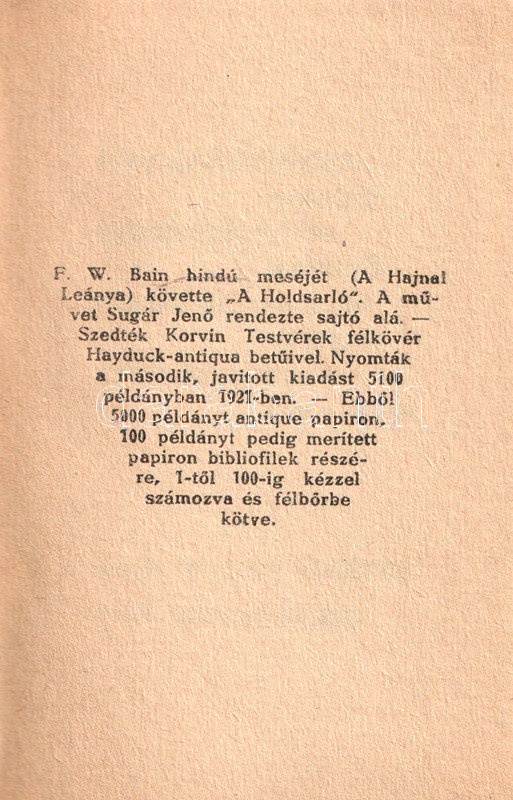 F. W. Bain hindú meséjét (A Hajnal
Leánya) követte „A Holdsarló“. A mű-
vet Sugár Jenő rendezte sajtó alá. —
Szedték Korvin Testvérek félkövér
Hayduck-antiqua betűivel. Nyomták
a második, javitott kiadást 5100
példányban 1921-ben. — Ebből
5000 példányt antique papiron,
100 példányt pedig merített
papiron bibliofilek részé-
re, 1-től 100-ig kézzel
számozva és félbőrbe
kötve.